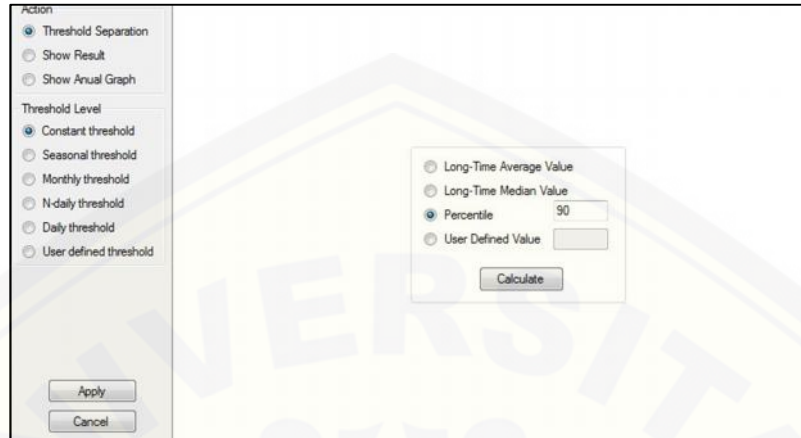 Action
Threshold Separation
Show Result
Show Anual Graph
Threshold Level
Constant threshold
Seasonal threshold
Monthly threshold
N-daily threshold
Daily threshold
User defined threshold
Long-Time Average Value
Long-Time Median Value
Percentile 90
User Defined Value
Calculate
Apply
Cancel